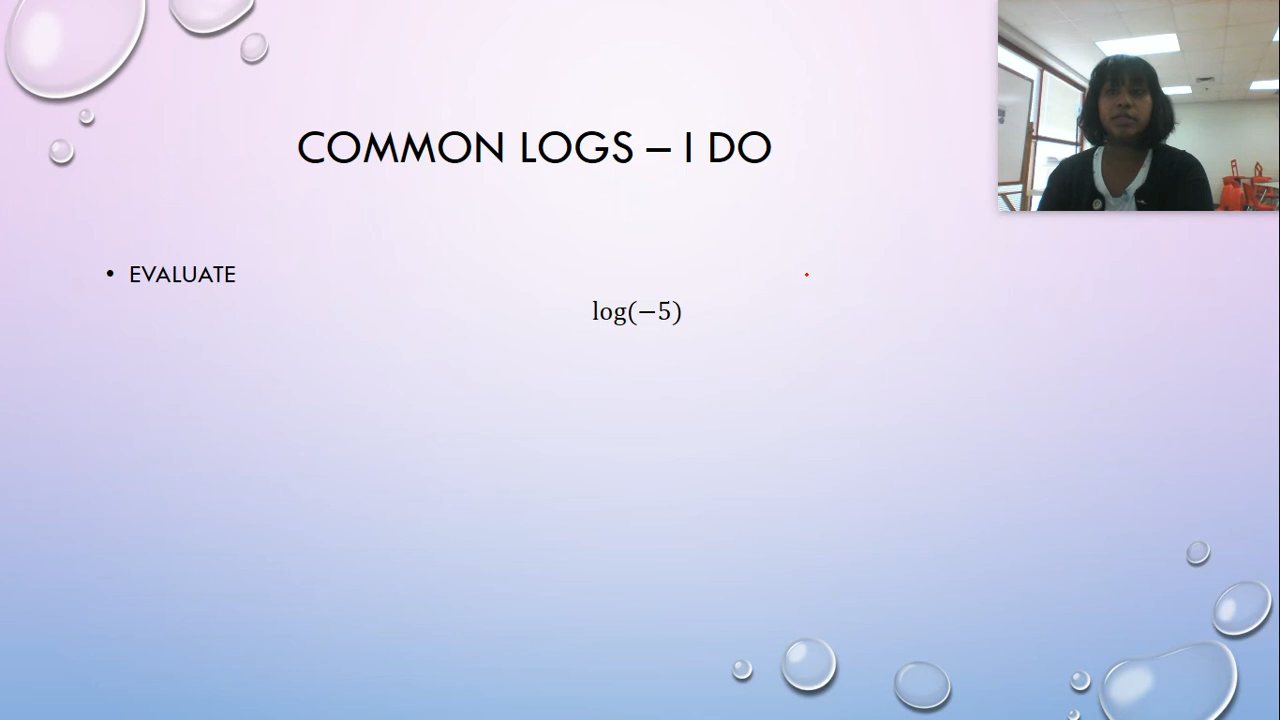 COMMON LOGS – I DO
• EVALUATE
log(−5)